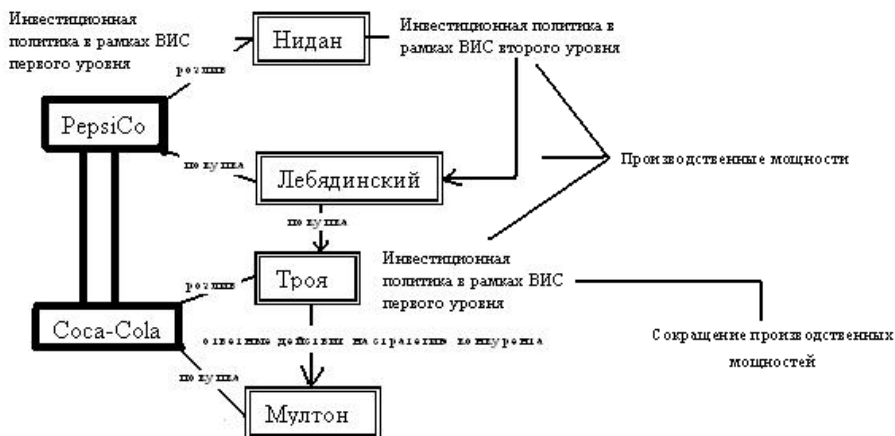 Инвестиционная
политика в рамках ВИС
первого уровня
Нидан
Инвестиционная политика в
рамках ВИС второго уровня
розлив
PepsiCo
покупка
Лебядинский
Производственные мощности
покупка
Троя
Инвестиционная
политика в рамках ВИС
первого уровня
розлив
Coca-Cola
ответные действия на стратегию конкурента
Сокращение производственных
мощностей
покупка
Мултон